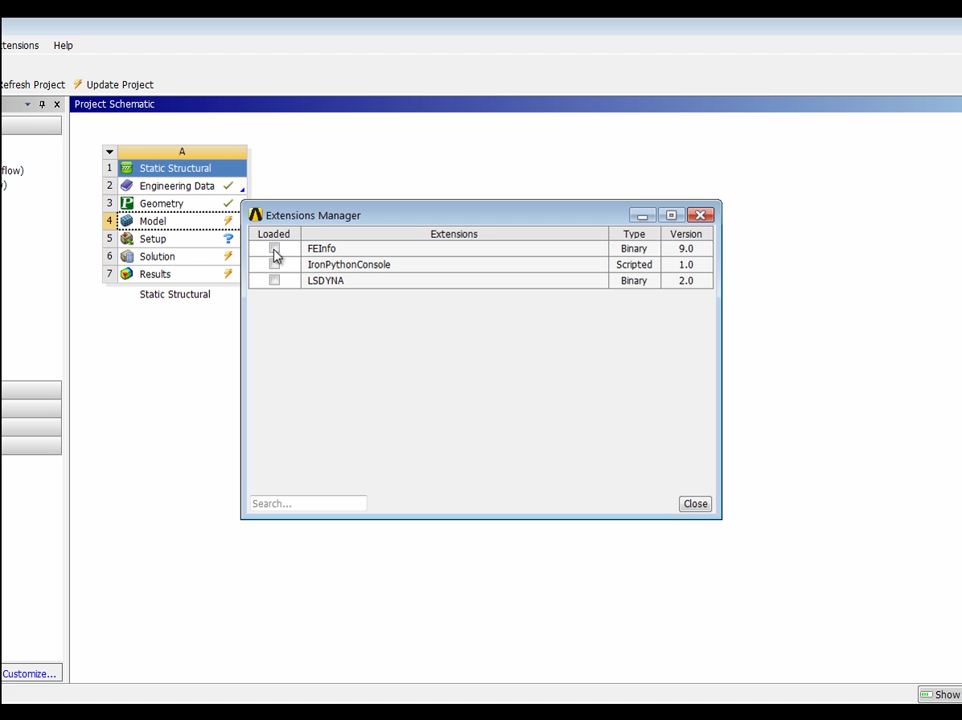 tensions Help
efresh Project Update Project
Project Schematic
flow)
)
A
1 Static Structural
2 Engineering Data
3 Geometry
4 Model
5 Setup
6 Solution
7 Results
Static Structural
Extensions Manager
Loaded Extensions Type Version
FEInfo Binary 9.0
IronPythonConsole Scripted 1.0
LSDYNA Binary 2.0
Search... Close
Customize...
Show